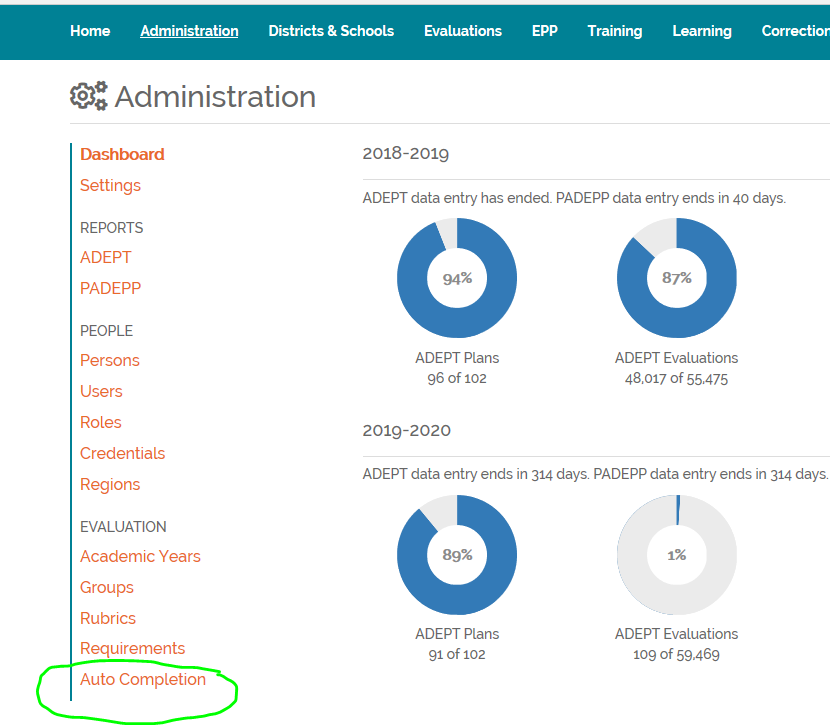 Home Administration Districts & Schools Evaluations EPP Training Learning
Administration
Dashboard
Settings
REPORTS
ADEPT
PADEPP
PEOPLE
Persons
Users
Roles
Credentials
Regions
EVALUATION
Academic Years
Groups
Rubrics
Requirements
Auto Completion
2018-2019
ADEPT data entry has ended. PADEPP data entry ends in 40 days.
94% 87%
ADEPT Plans ADEPT Evaluations
96 of 102 48,017 of 55,475
2019-2020
ADEPT data entry ends in 314 days. PADEPP data entry ends in 314 days.
89% 1%
ADEPT Plans ADEPT Evaluations
91 of 102 109 of 59,469